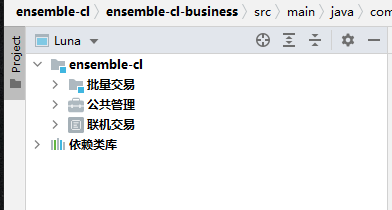 ensemble-cl > ensemble-cl-business > src > main > java > com
Project
Luna
ensemble-cl
批量交易
公共管理
联机交易
依赖类库